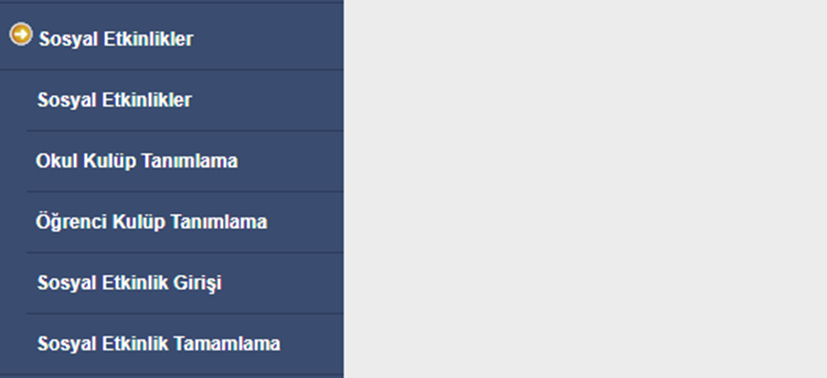 Sosyal Etkinlikler
Sosyal Etkinlikler
Okul Kulüp Tanımlama
Öğrenci Kulüp Tanımlama
Sosyal Etkinlik Girişi
Sosyal Etkinlik Tamamlama